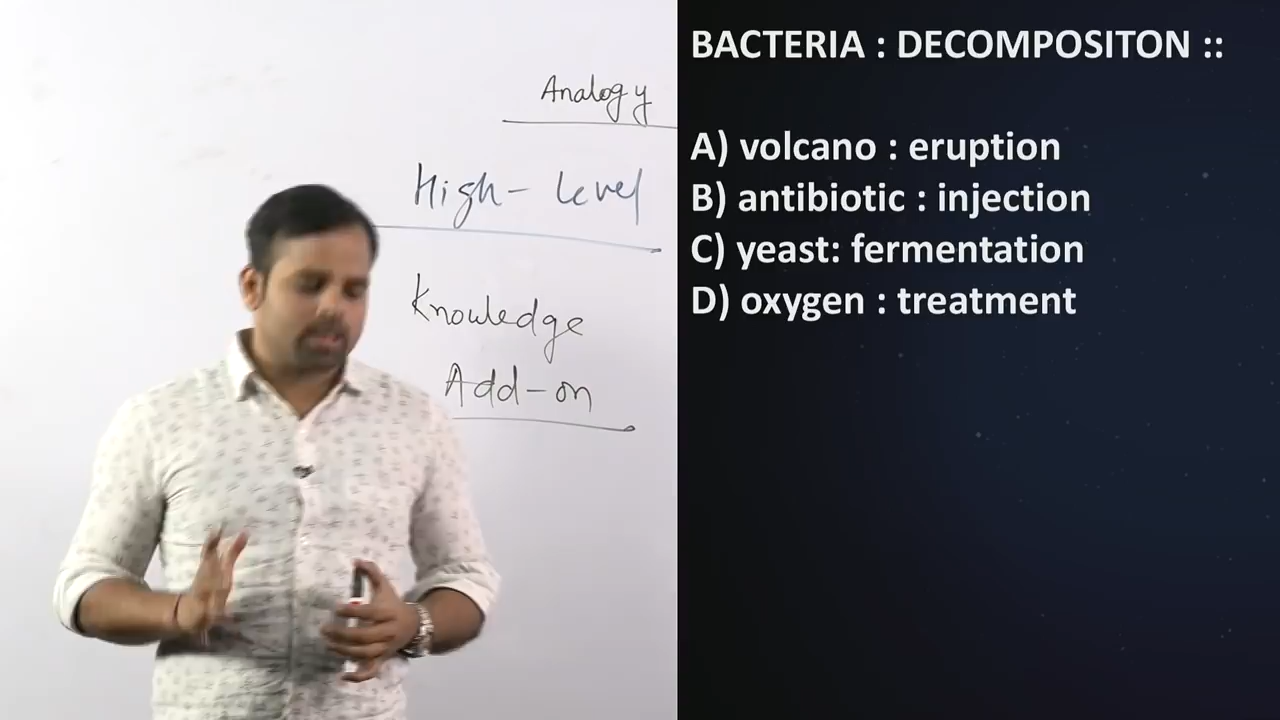 Analogy
High-level
Knowledge
Add-on
BACTERIA : DECOMPOSITON ::
A) volcano : eruption
B) antibiotic : injection
C) yeast: fermentation
D) oxygen : treatment